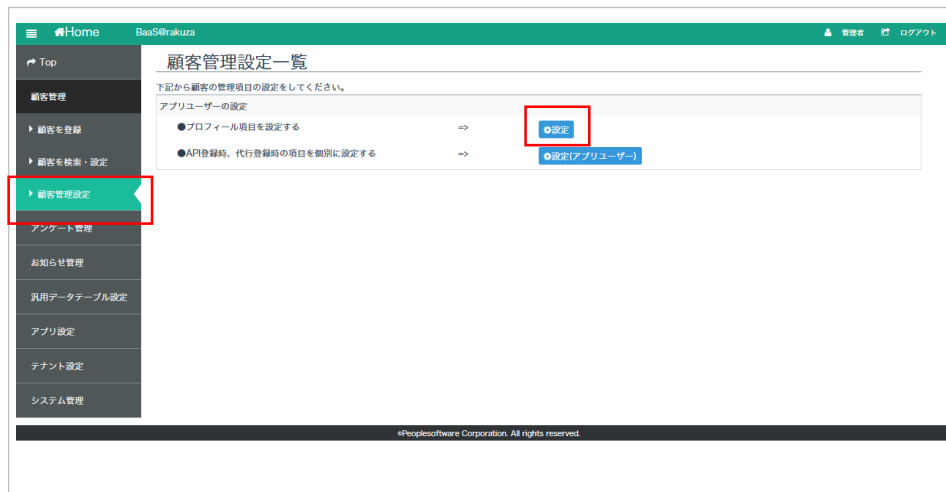 Home BaaS@rakuza 管理者 ログアウト
Top
顧客管理
顧客を登録
顧客を検索・設定
顧客管理設定
アンケート管理
お知らせ管理
汎用データテーブル設定
アプリ設定
テナント設定
システム管理
顧客管理設定一覧
下記から顧客の管理項目の設定をしてください。
アプリユーザーの設定
●プロフィール項目を設定する => 設定
●API登録時、代行登録時の項目を個別に設定する => 設定(アプリユーザー)
©Peoplesoftware Corporation. All rights reserved.